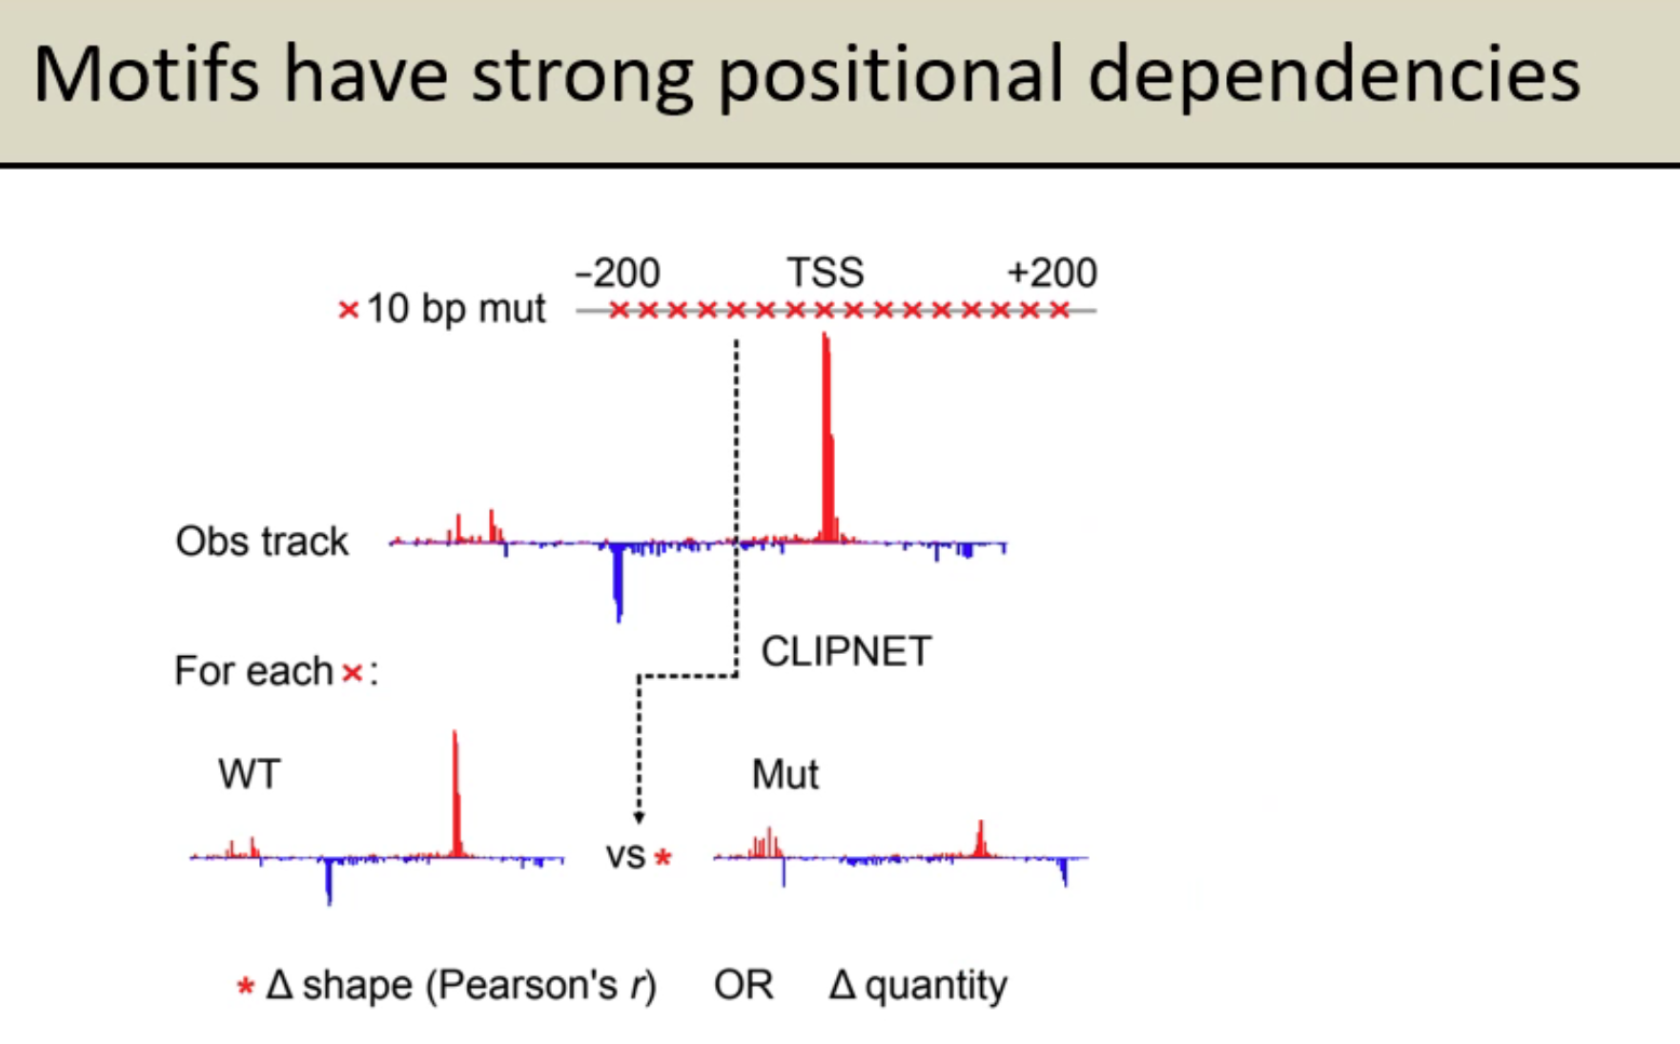 Motifs have strong positional dependencies
−200 TSS +200
×10 bp mut
Obs track
CLIPNET
For each ×:
WT Mut
vs *
* Δ shape (Pearson's r) OR Δ quantity